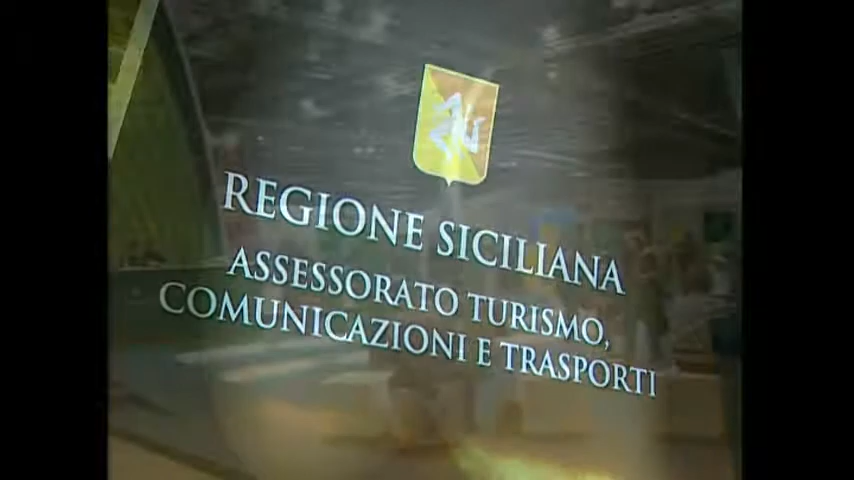 REGIONE SICILIANA
ASSESSORATO TURISMO,
COMUNICAZIONI E TRASPORTI